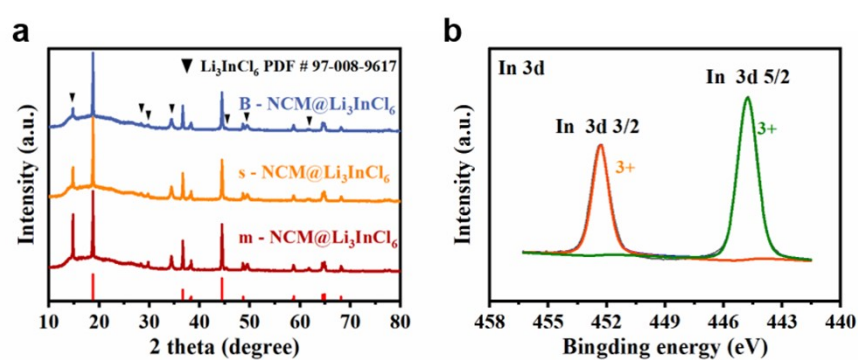 a
▼ Li₃InCl₆ PDF # 97-008-9617
B - NCM@Li₃InCl₆
s - NCM@Li₃InCl₆
m - NCM@Li₃InCl₆
Intensity (a.u.)
10 20 30 40 50 60 70 80
2 theta (degree)
b
In 3d
In 3d 5/2
3+
In 3d 3/2
3+
Intensity (a.u.)
458 455 452 449 446 443 440
Bingding energy (eV)